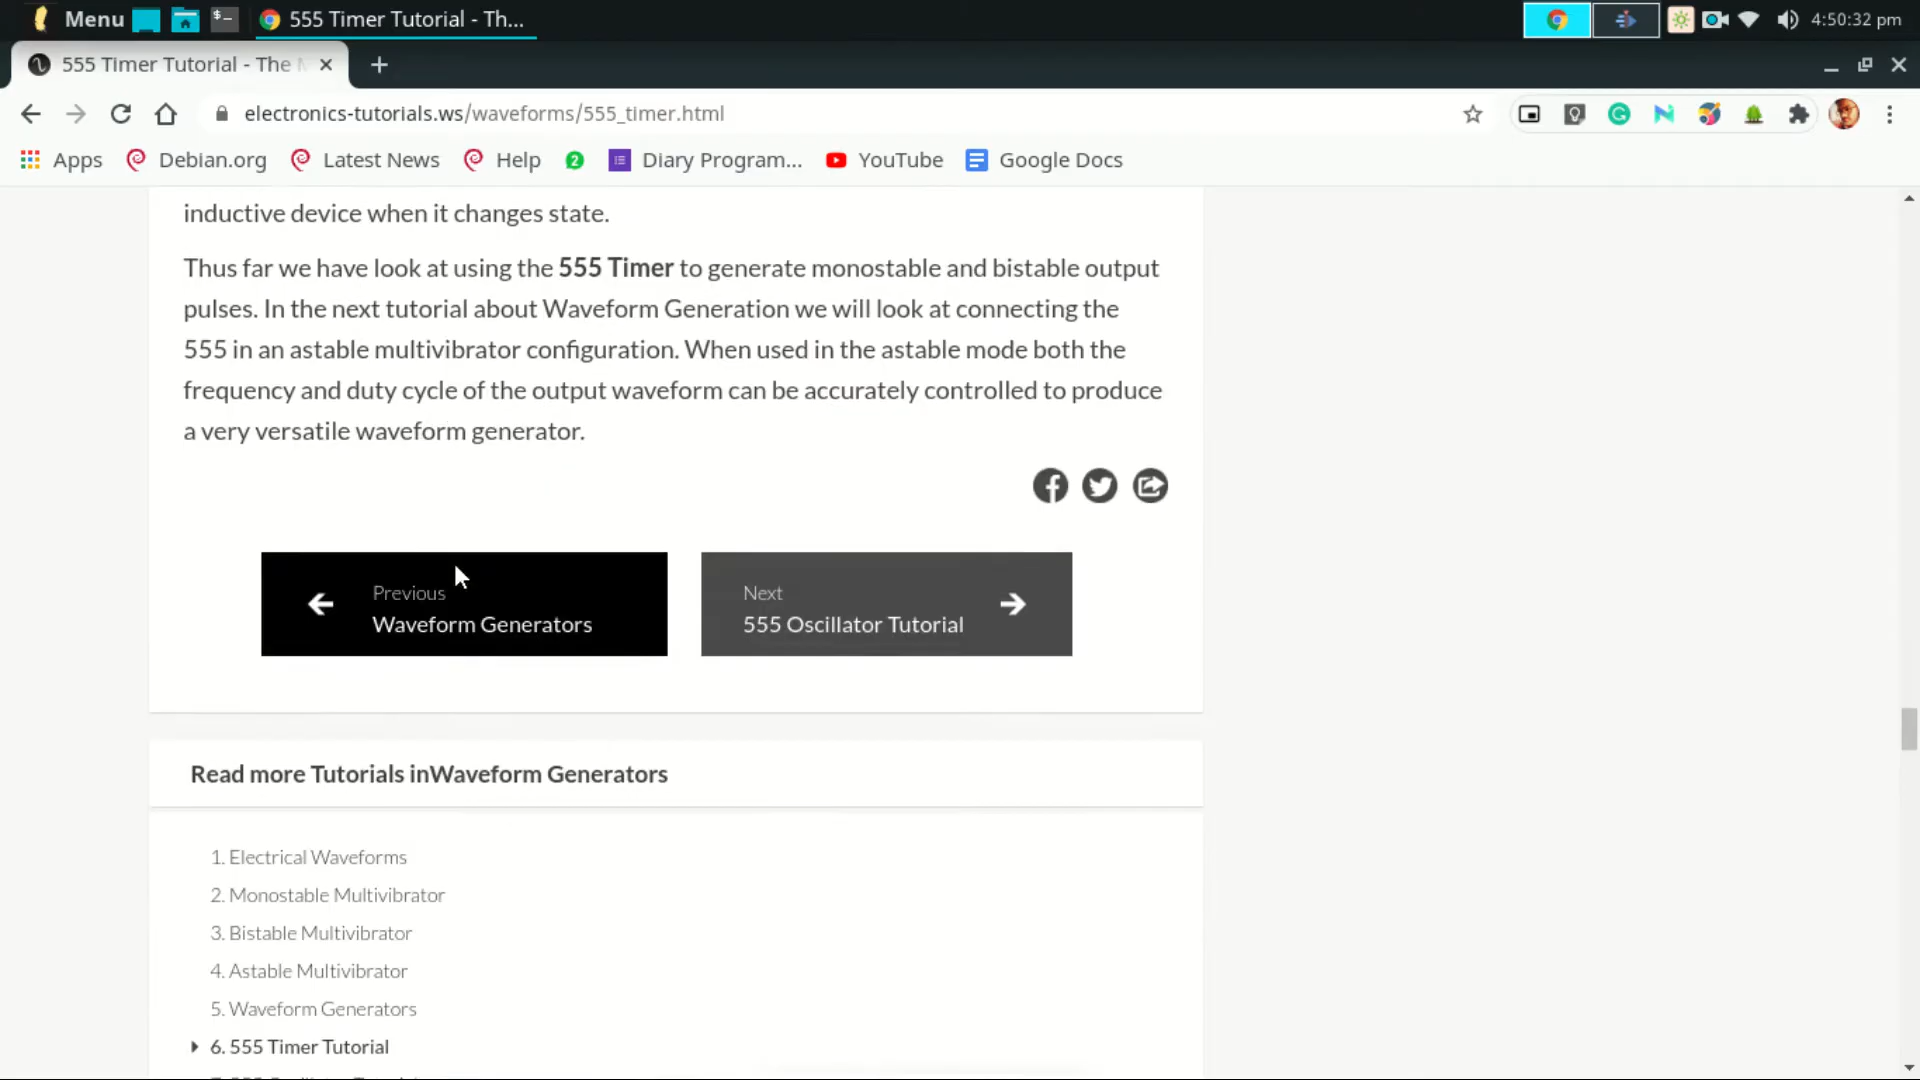 Menu
555 Timer Tutorial - Th...
4:50:32 pm
555 Timer Tutorial - The
electronics-tutorials.ws/waveforms/555_timer.html
Apps
Debian.org
Latest News
Help
2
Diary Program...
YouTube
Google Docs
inductive device when it changes state.
Thus far we have look at using the 555 Timer to generate monostable and bistable output
pulses. In the next tutorial about Waveform Generation we will look at connecting the
555 in an astable multivibrator configuration. When used in the astable mode both the
frequency and duty cycle of the output waveform can be accurately controlled to produce
a very versatile waveform generator.
Previous
Waveform Generators
Next
555 Oscillator Tutorial
Read more Tutorials inWaveform Generators
1. Electrical Waveforms
2. Monostable Multivibrator
3. Bistable Multivibrator
4. Astable Multivibrator
5. Waveform Generators
6. 555 Timer Tutorial